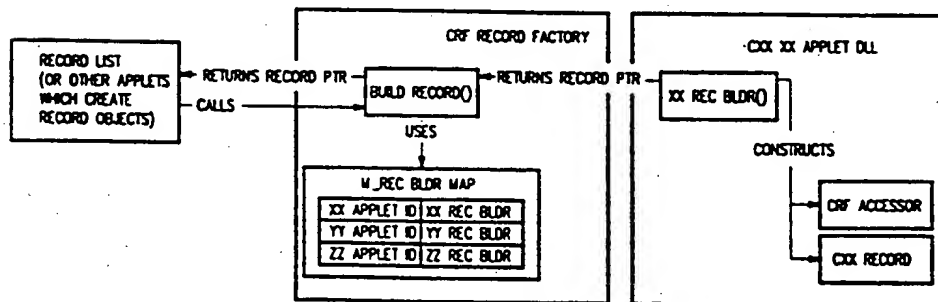 CRF RECORD FACTORY
CXX XX APPLET DLL
RECORD LIST
(OR OTHER APPLETS
WHICH CREATE
RECORD OBJECTS)
RETURNS RECORD PTR
CALLS
BUILD RECORD()
RETURNS RECORD PTR
XX REC BLDR()
USES
CONSTRUCTS
M_REC BLDR MAP
XX APPLET ID XX REC BLDR
YY APPLET ID YY REC BLDR
ZZ APPLET ID ZZ REC BLDR
CRF ACCESSOR
CXX RECORD